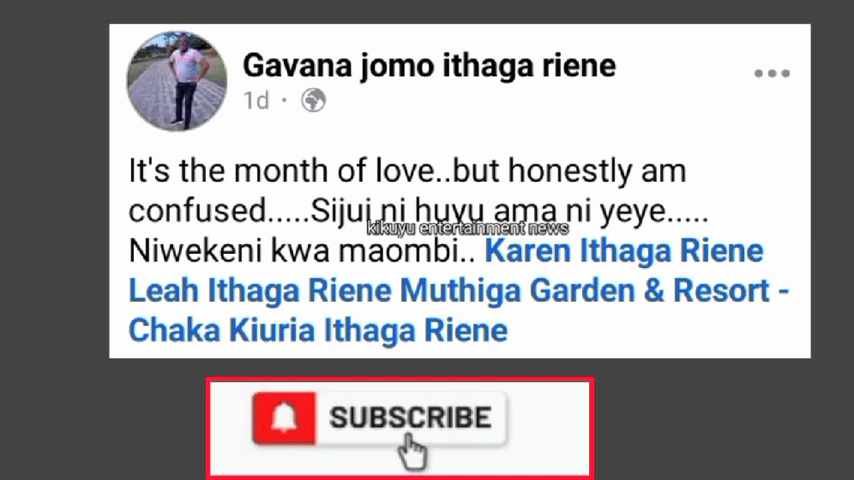 Gavana jomo ithaga riene
1d ·
It's the month of love..but honestly am
confused.....Sijui ni huyu ama ni yeye.....
kikuyu entertainment news
Niwekeni kwa maombi.. Karen Ithaga Riene
Leah Ithaga Riene Muthiga Garden & Resort -
Chaka Kiuria Ithaga Riene
SUBSCRIBE